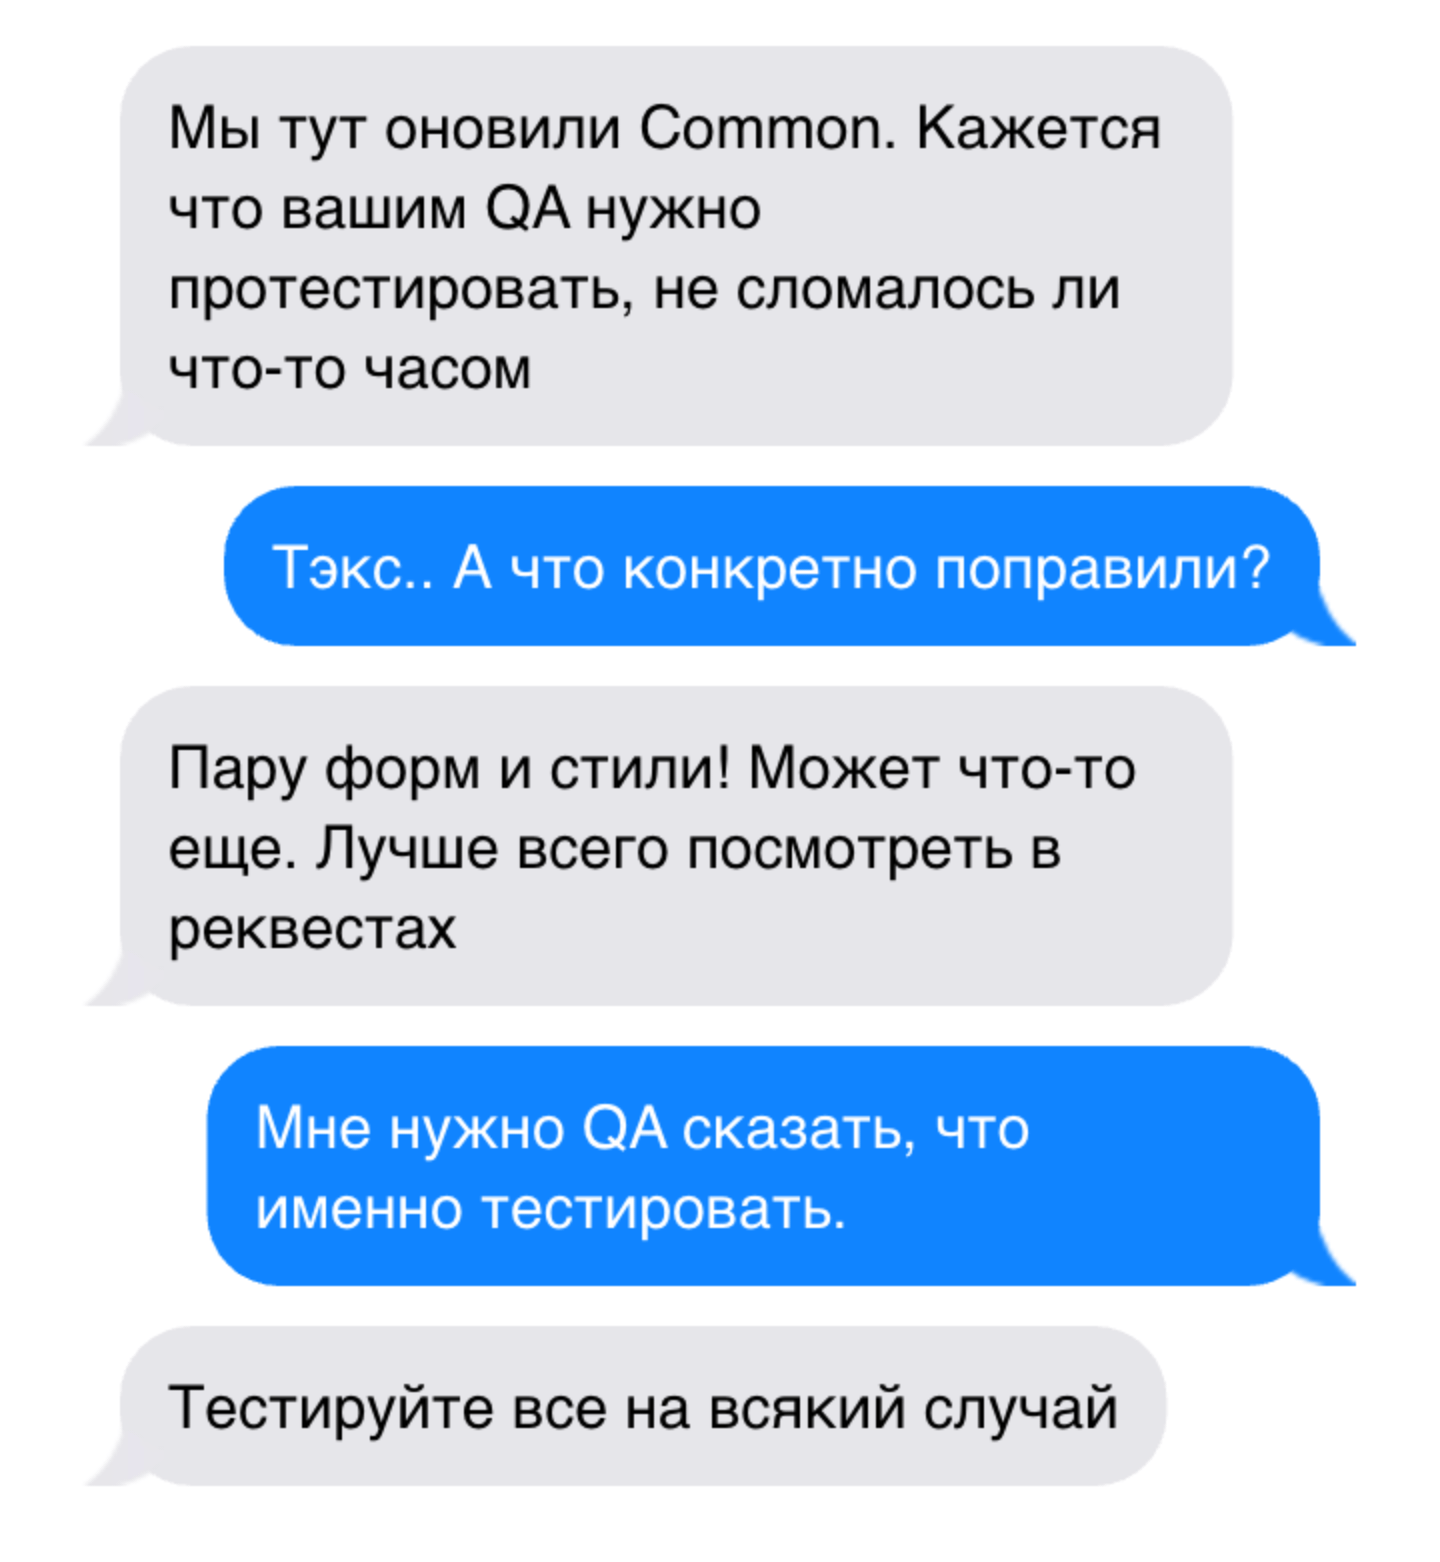 Мы тут оновили Common. Кажется
что вашим QA нужно
протестировать, не сломалось ли
что-то часом
Тэкс.. А что конкретно поправили?
Пару форм и стили! Может что-то
еще. Лучше всего посмотреть в
реквестах
Мне нужно QA сказать, что
именно тестировать.
Тестируйте все на всякий случай